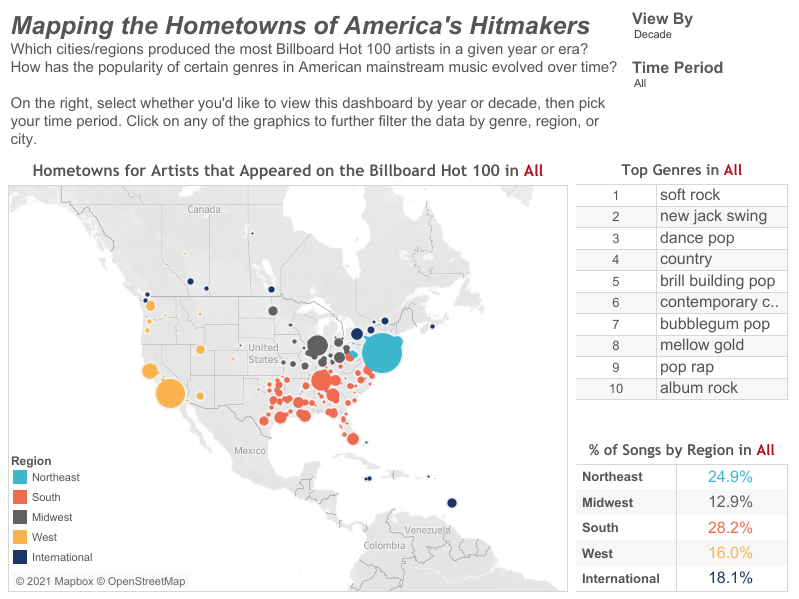 Mapping the Hometowns of America's Hitmakers
Which cities/regions produced the most Billboard Hot 100 artists in a given year or era?
How has the popularity of certain genres in American mainstream music evolved over time?
On the right, select whether you'd like to view this dashboard by year or decade, then pick
your time period. Click on any of the graphics to further filter the data by genre, region, or
city.
View By
Decade
Time Period
All
Hometowns for Artists that Appeared on the Billboard Hot 100 in All
Canada
United
States
Mexico
Venezuela
Colombia
Region
Northeast
South
Midwest
West
International
© 2021 Mapbox © OpenStreetMap
Top Genres in All
1 soft rock
2 new jack swing
3 dance pop
4 country
5 brill building pop
6 contemporary c..
7 bubblegum pop
8 mellow gold
9 pop rap
10 album rock
% of Songs by Region in All
Northeast 24.9%
Midwest 12.9%
South 28.2%
West 16.0%
International 18.1%